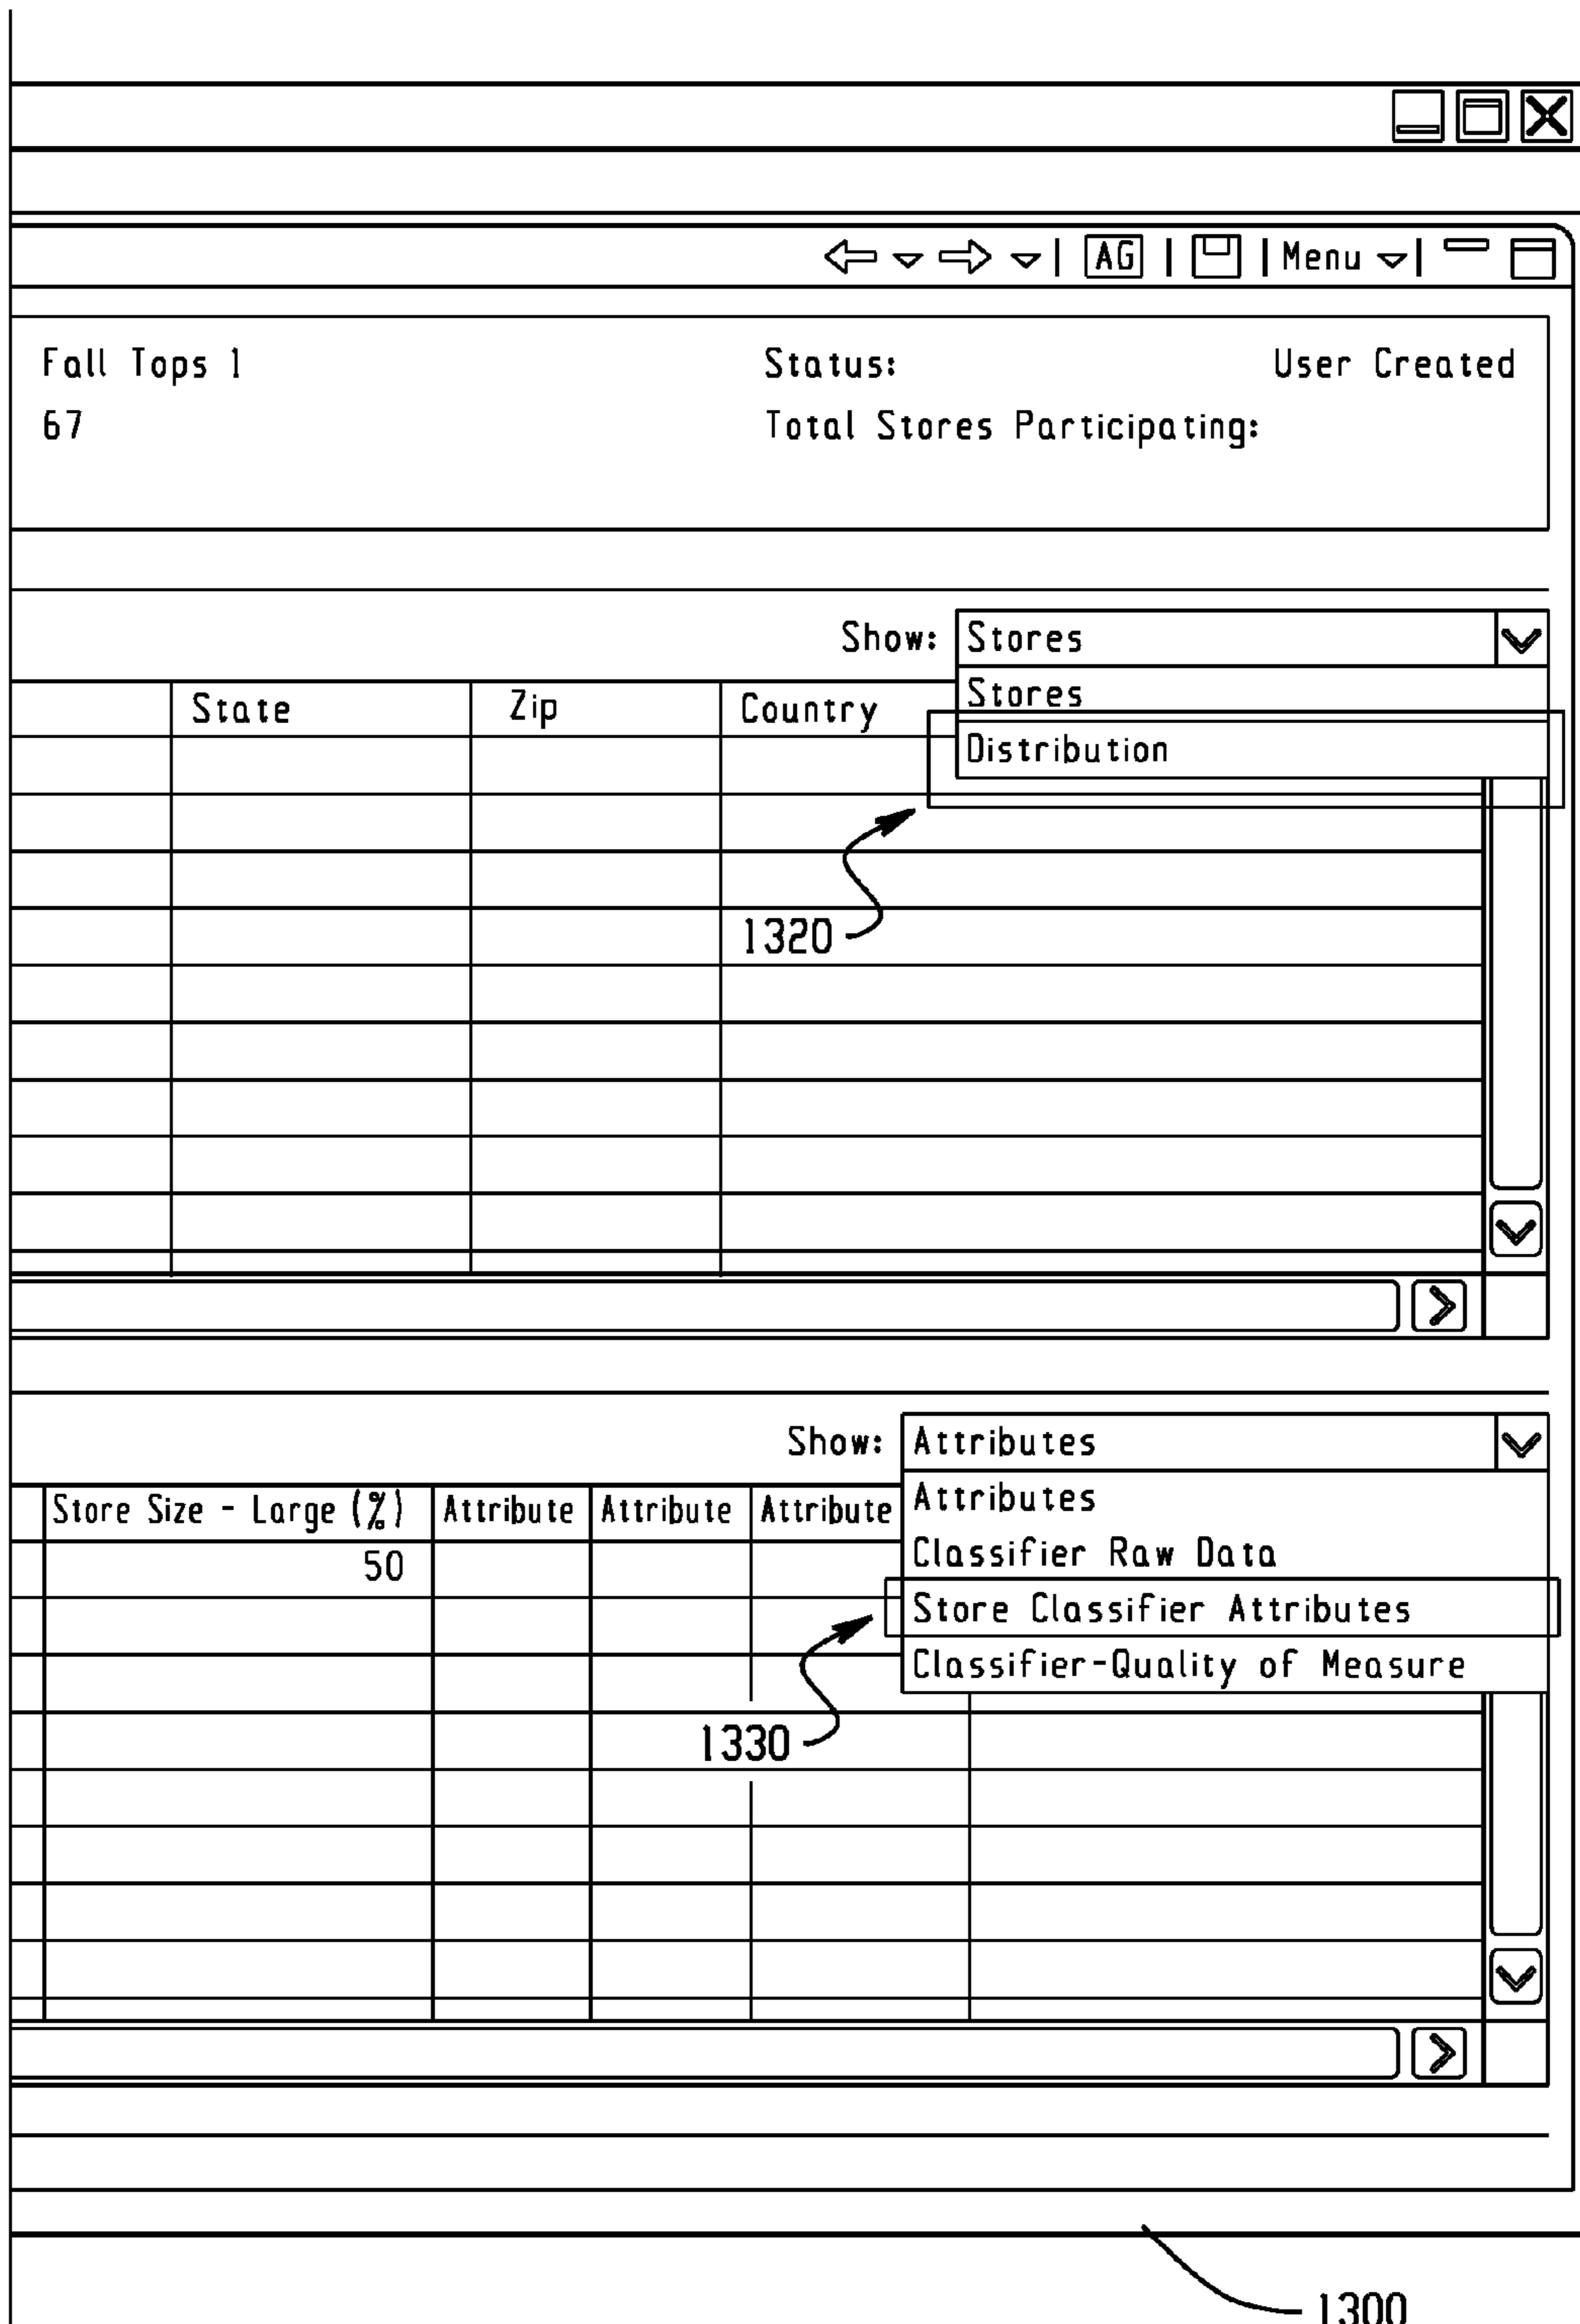 AG Menu
Fall Tops 1 Status: User Created
67 Total Stores Participating:
Show: Stores
Stores
State Zip Country
Distribution
1320
Show: Attributes
Attributes
Store Size - Large (%) Attribute Attribute Attribute
Classifier Raw Data
50
Store Classifier Attributes
Classifier-Quality of Measure
1330
1300